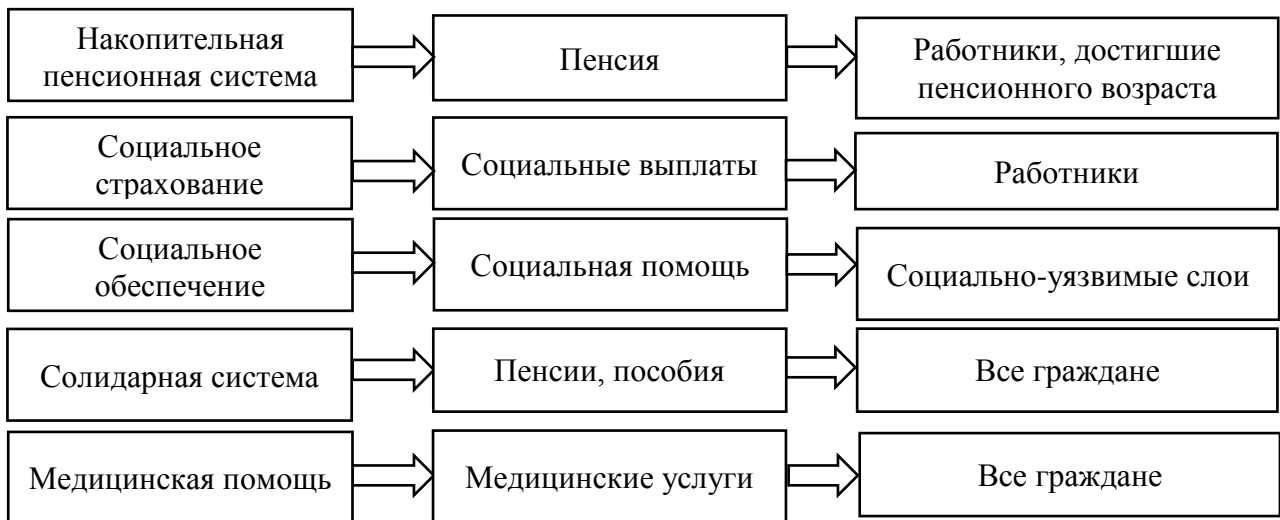 Накопительная
пенсионная система
Пенсия
Работники, достигшие
пенсионного возраста
Социальное
страхование
Социальные выплаты
Работники
Социальное
обеспечение
Социальная помощь
Социально-уязвимые слои
Солидарная система
Пенсии, пособия
Все граждане
Медицинская помощь
Медицинские услуги
Все граждане